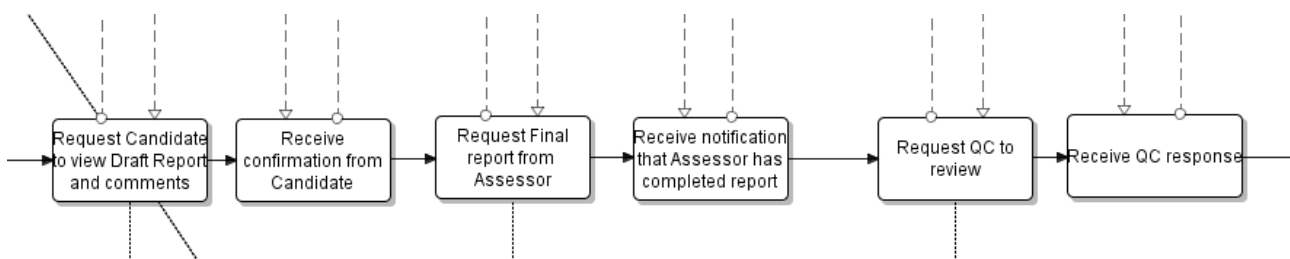 Request Candidate
to view Draft Report
and comments
Receive
confirmation from
Candidate
Request Final
report from
Assessor
Receive notification
that Assessor has
completed report
Request QC to
review
Receive QC response